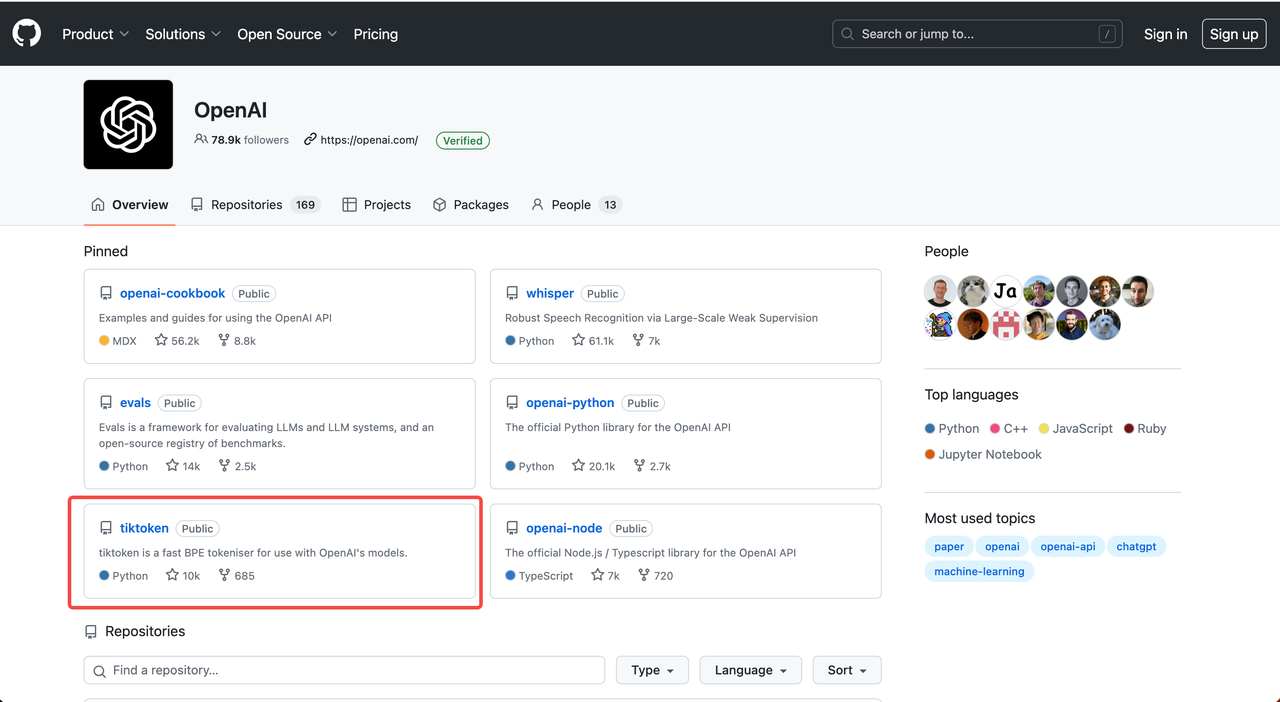 Product Solutions Open Source Pricing Search or jump to... / Sign in Sign up
OpenAI
78.9k followers https://openai.com/ Verified
Overview Repositories 169 Projects Packages People 13
Pinned
openai-cookbook Public
Examples and guides for using the OpenAI API
MDX 56.2k 8.8k
whisper Public
Robust Speech Recognition via Large-Scale Weak Supervision
Python 61.1k 7k
evals Public
Evals is a framework for evaluating LLMs and LLM systems, and an
open-source registry of benchmarks.
Python 14k 2.5k
openai-python Public
The official Python library for the OpenAI API
Python 20.1k 2.7k
tiktoken Public
tiktoken is a fast BPE tokeniser for use with OpenAI's models.
Python 10k 685
openai-node Public
The official Node.js / Typescript library for the OpenAI API
TypeScript 7k 720
Repositories
Find a repository... Type Language Sort
People
Ja
Top languages
Python C++ JavaScript Ruby
Jupyter Notebook
Most used topics
paper openai openai-api chatgpt
machine-learning